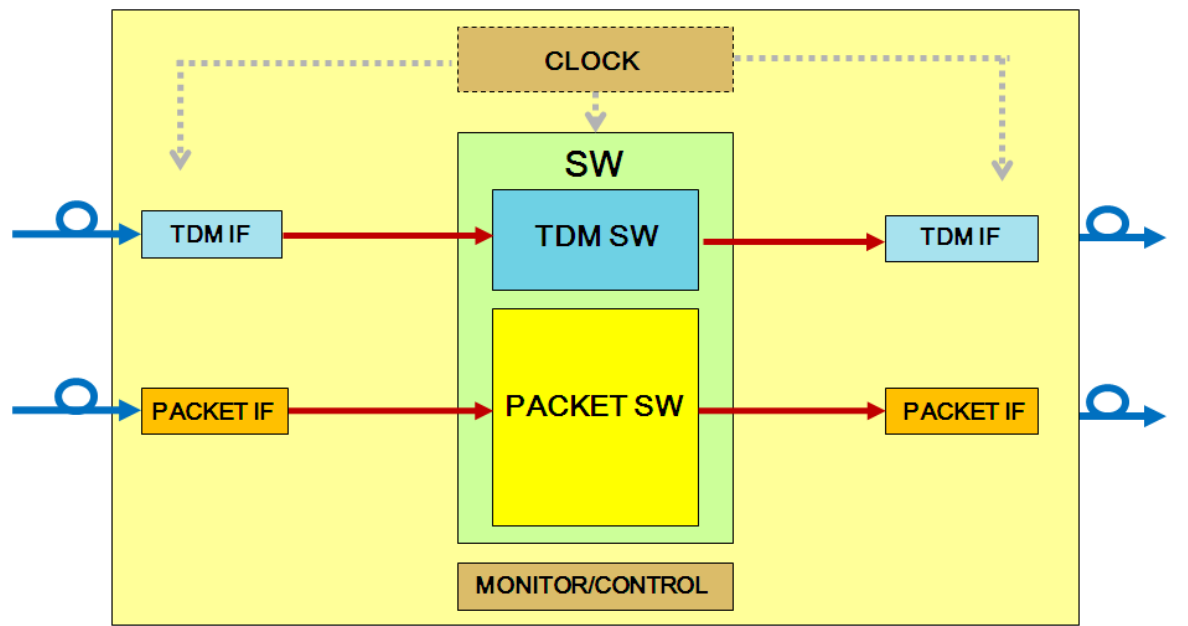 CLOCK
SW
TDM IF
TDM SW
TDM IF
PACKET IF
PACKET SW
PACKET IF
MONITOR/CONTROL